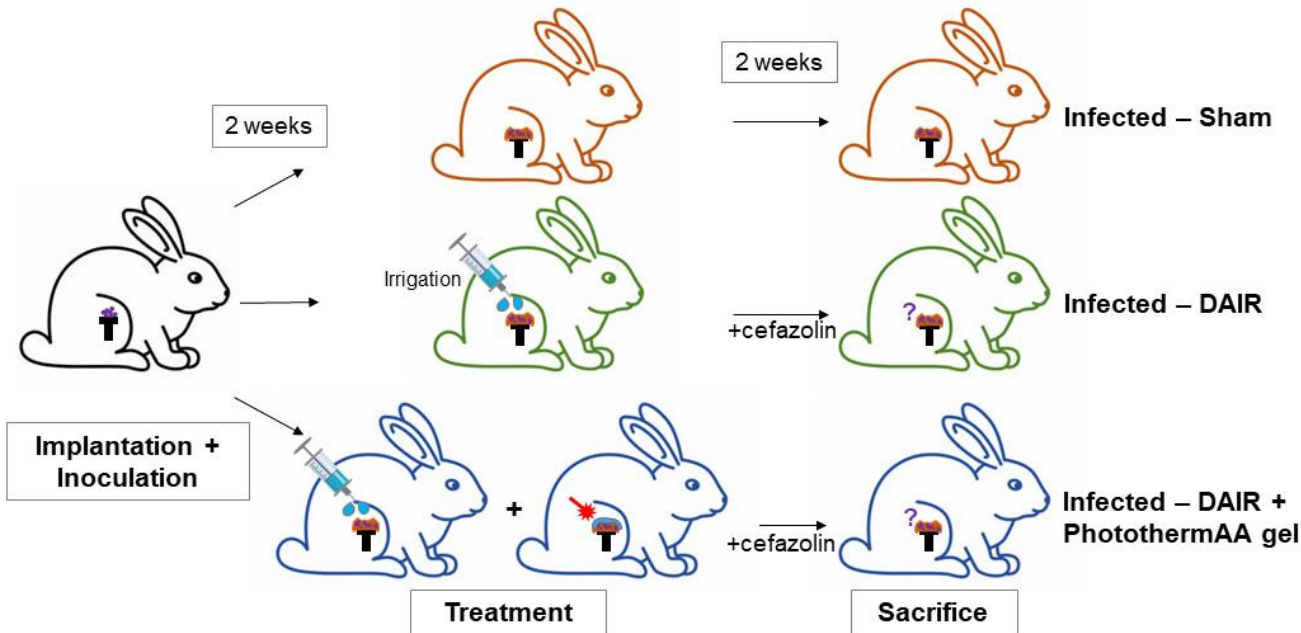 2 weeks
2 weeks
Infected – Sham
Irrigation
+cefazolin
?
Infected – DAIR
Implantation +
Inoculation
+
+cefazolin
?
Infected – DAIR +
PhotothermAA gel
Treatment
Sacrifice